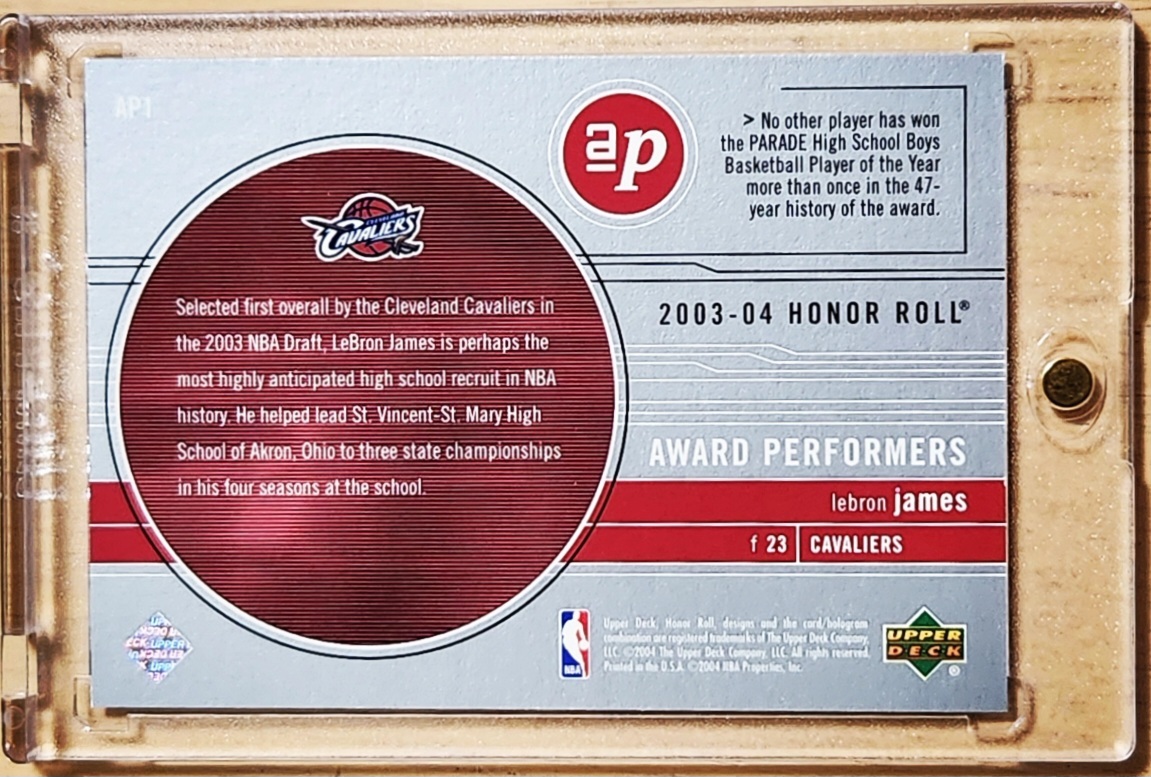 AP1
ap
> No other player has won
the PARADE High School Boys
Basketball Player of the Year
more than once in the 47-
year history of the award.
CLEVELAND
CAVALIERS
Selected first overall by the Cleveland Cavaliers in
the 2003 NBA Draft, LeBron James is perhaps the
most highly anticipated high school recruit in NBA
history. He helped lead St. Vincent-St. Mary High
School of Akron, Ohio to three state championships
in his four seasons at the school.
2003-04 HONOR ROLL®
AWARD PERFORMERS
lebron james
f 23 CAVALIERS
NBA
Upper Deck, Honor Roll, designs and the card/hologram
combination are registered trademarks of The Upper Deck Company,
LLC. ©2004 The Upper Deck Company, LLC. All rights reserved.
Printed in the U.S.A. ©2004 NBA Properties, Inc.
UPPER
DECK
®